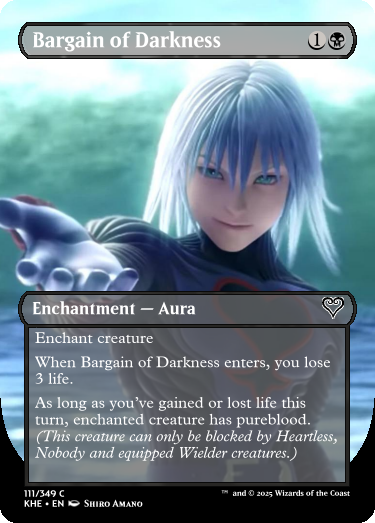 Bargain of Darkness 1
Enchantment — Aura
Enchant creature
When Bargain of Darkness enters, you lose
3 life.
As long as you've gained or lost life this
turn, enchanted creature has pureblood.
(This creature can only be blocked by Heartless,
Nobody and equipped Wielder creatures.)
111/349 C
KHE • EN Shiro Amano
™ and © 2025 Wizards of the Coast